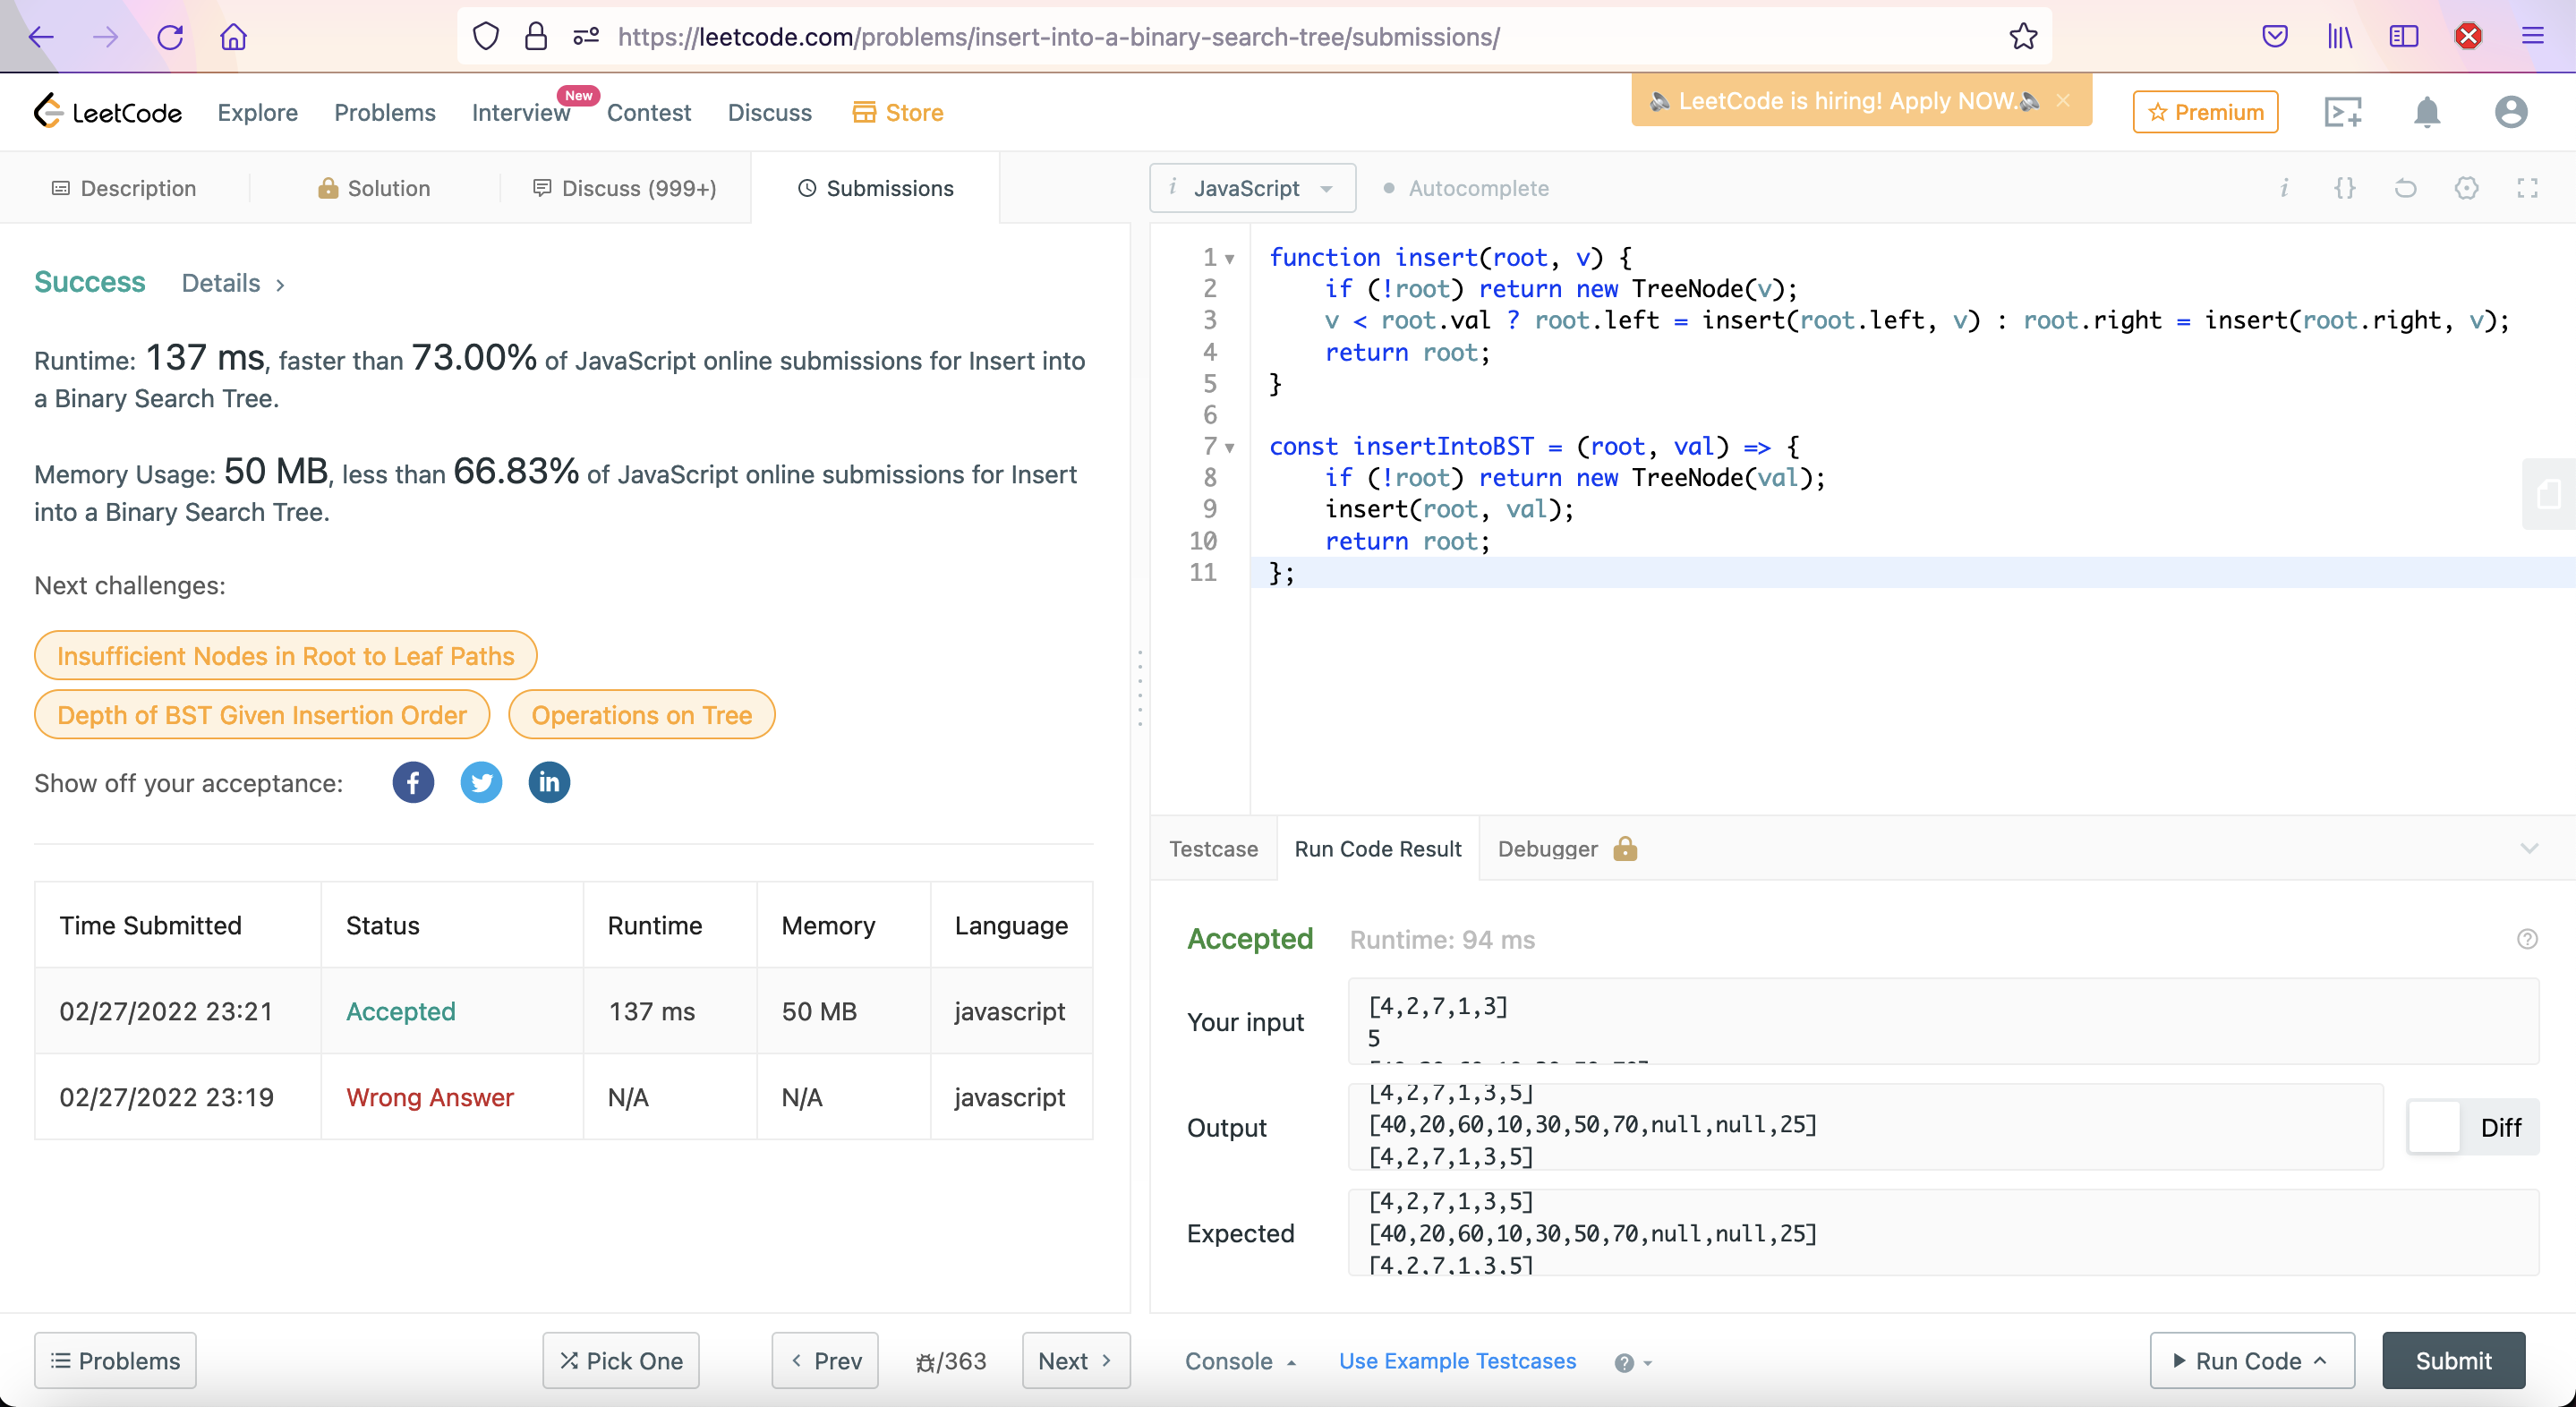 https://leetcode.com/problems/insert-into-a-binary-search-tree/submissions/
LeetCode Explore Problems Interview New Contest Discuss Store
LeetCode is hiring! Apply NOW.
Premium
Description Solution Discuss (999+) Submissions
i JavaScript Autocomplete
Success Details
Runtime: 137 ms, faster than 73.00% of JavaScript online submissions for Insert into
a Binary Search Tree.
Memory Usage: 50 MB, less than 66.83% of JavaScript online submissions for Insert
into a Binary Search Tree.
Next challenges:
Insufficient Nodes in Root to Leaf Paths
Depth of BST Given Insertion Order Operations on Tree
Show off your acceptance:
Time Submitted Status Runtime Memory Language
02/27/2022 23:21 Accepted 137 ms 50 MB javascript
02/27/2022 23:19 Wrong Answer N/A N/A javascript
1 function insert(root, v) {
2 if (!root) return new TreeNode(v);
3 v < root.val ? root.left = insert(root.left, v) : root.right = insert(root.right, v);
4 return root;
5 }
6
7 const insertIntoBST = (root, val) => {
8 if (!root) return new TreeNode(val);
9 insert(root, val);
10 return root;
11 };
Testcase Run Code Result Debugger
Accepted Runtime: 94 ms
Your input
[4,2,7,1,3]
5
Output
[4,2,7,1,3,5]
[40,20,60,10,30,50,70,null,null,25]
[4,2,7,1,3,5]
Diff
Expected
[4,2,7,1,3,5]
[40,20,60,10,30,50,70,null,null,25]
[4,2,7,1,3,5]
Problems Pick One Prev /363 Next
Console Use Example Testcases Run Code Submit